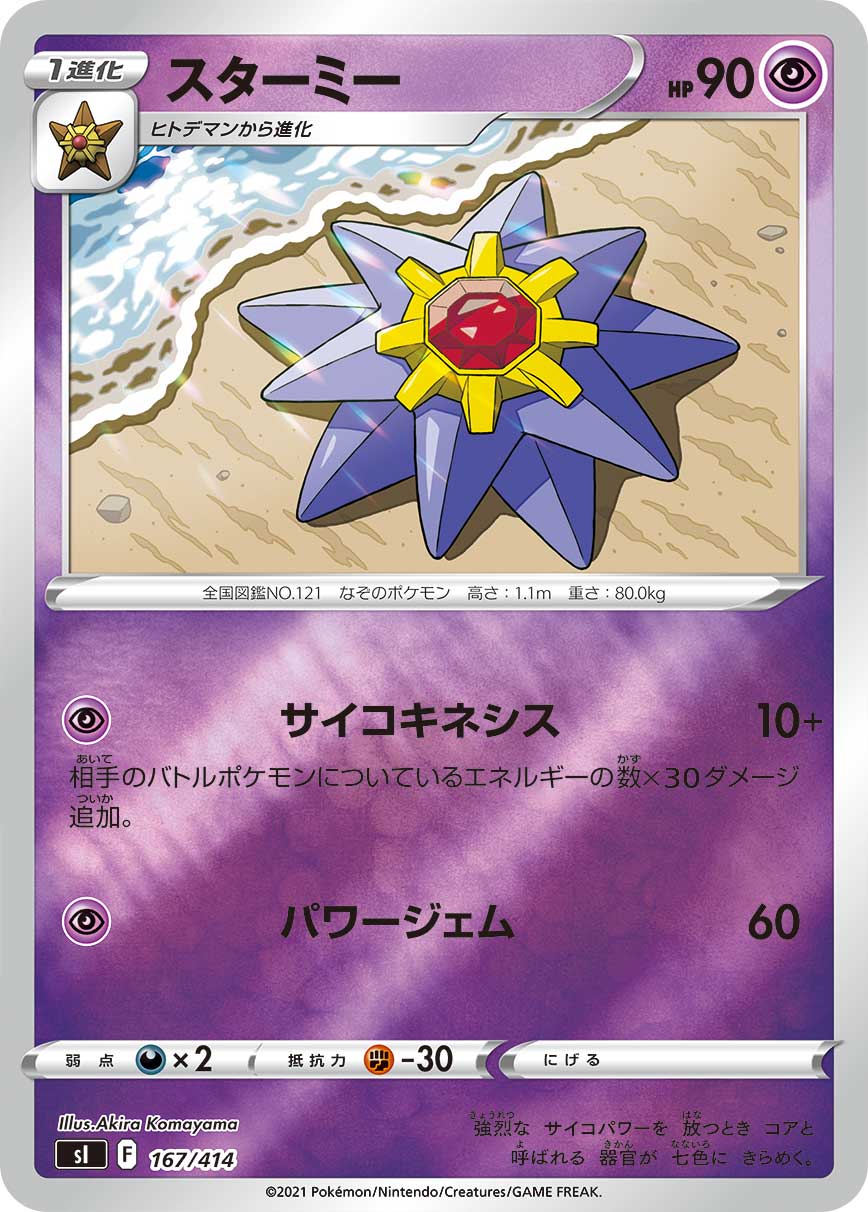 1進化
スターミー
HP90
ヒトデマンから進化
全国図鑑NO.121 なぞのポケモン 高さ：1.1m 重さ：80.0kg
サイコキネシス 10+
相手のバトルポケモンについているエネルギーの数×30ダメージ
追加。
パワージェム 60
弱点 ×2 抵抗力 -30 にげる
Illus.Akira Komayama
強烈な サイコパワーを 放つとき コアと
呼ばれる 器官が 七色に きらめく。
sI F 167/414
©2021 Pokémon/Nintendo/Creatures/GAME FREAK.